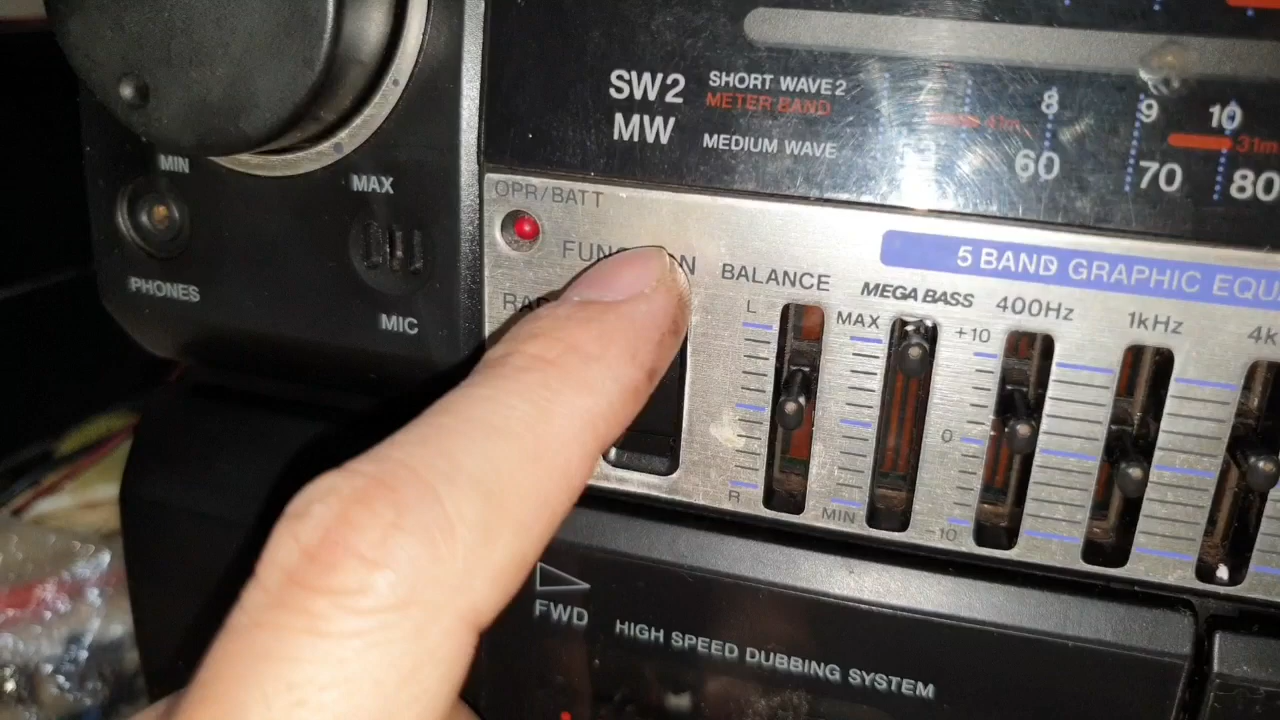 SW2 SHORT WAVE 2
METER BAND
MW MEDIUM WAVE
8 9 10
31m
60 70 80
MIN
MAX
PHONES
MIC
OPR/BATT
BALANCE
L
R
5 BAND GRAPHIC
MEGA BASS
MAX
MIN
400Hz
1kHz
+10
0
-10
FWD
HIGH SPEED DUBBING SYSTEM